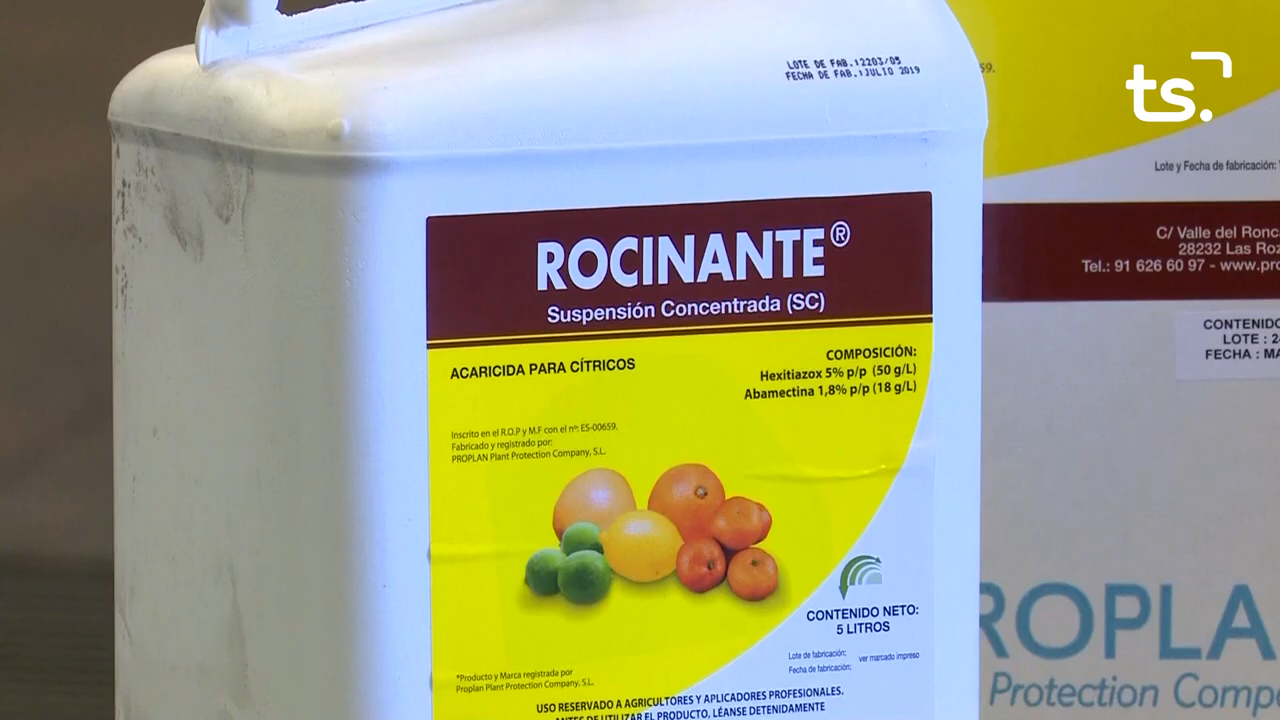 LOTE DE FAB.:12203/05
FECHA DE FAB.:JULIO 2019
59.
ts.
Lote y Fecha de fabricación:
ROCINANTE®
Suspensión Concentrada (SC)
C/ Valle del Ronc
28232 Las Roz
Tel.: 91 626 60 97 - www.pro
ACARICIDA PARA CÍTRICOS
COMPOSICIÓN:
Hexitiazox 5% p/p (50 g/L)
Abamectina 1,8% p/p (18 g/L)
CONTENIDO
LOTE : 24
FECHA : MA
Inscrito en el R.O.P y M.F con el nº: ES-00659.
Fabricado y registrado por:
PROPLAN Plant Protection Company, S.L.
CONTENIDO NETO:
5 LITROS
Lote de fabricación:
Fecha de fabricación:
ver marcado impreso
*Producto y Marca registrada por
Proplan Plant Protection Company, S.L.
USO RESERVADO A AGRICULTORES Y APLICADORES PROFESIONALES.
ANTES DE UTILIZAR EL PRODUCTO, LÉANSE DETENIDAMENTE
ROPLA
Protection Compa